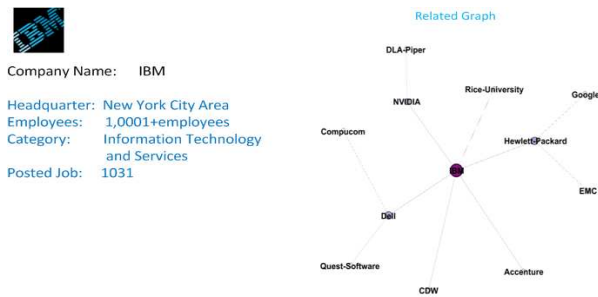 IBM
Related Graph
Company Name: IBM
Headquarter: New York City Area
Employees: 1,0001+employees
Category: Information Technology
and Services
Posted Job: 1031
DLA-Piper
Rice-University
Google
NVIDIA
Compucom
Hewlett-Packard
IBM
EMC
Dell
Quest-Software
Accenture
CDW